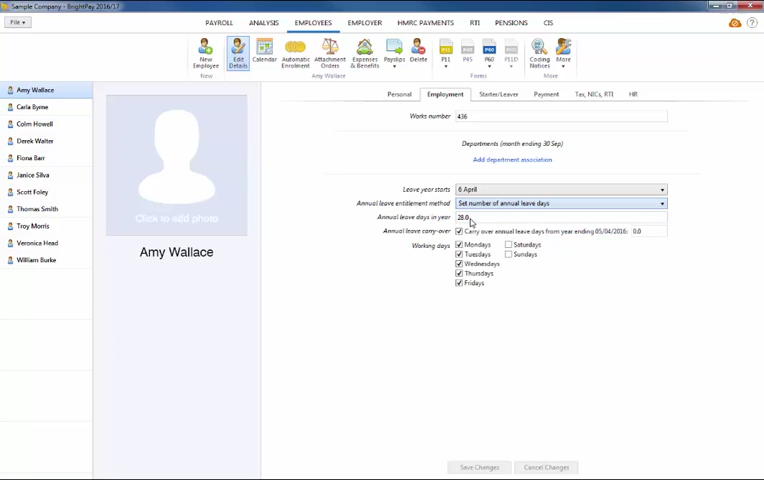 Sample Company - BrightPay 2016/17
File
PAYROLL ANALYSIS EMPLOYEES EMPLOYER HMRC PAYMENTS RTI PENSIONS CIS
New Employee
Edit Details
Calendar
Automatic Enrolment
Attachment Orders
Expenses & Benefits
Payslips
Delete
P11
P45
P60
P11D
Coding Notices
More
New
Amy Wallace
Forms
More
Amy Wallace
Carla Byrne
Colm Howell
Derek Walter
Fiona Barr
Janice Silva
Scott Foley
Thomas Smith
Troy Morris
Veronica Head
William Burke
Click to add photo
Amy Wallace
Personal Employment Starter/Leaver Payment Tax, NICs, RTI HR
Works number 436
Departments (month ending 30 Sep)
Add department association
Leave year starts 6 April
Annual leave entitlement method Set number of annual leave days
Annual leave days in year 28.0
Annual leave carry-over Carry over annual leave days from year ending 05/04/2016: 0.0
Working days Mondays Saturdays
Tuesdays Sundays
Wednesdays
Thursdays
Fridays
Save Changes Cancel Changes